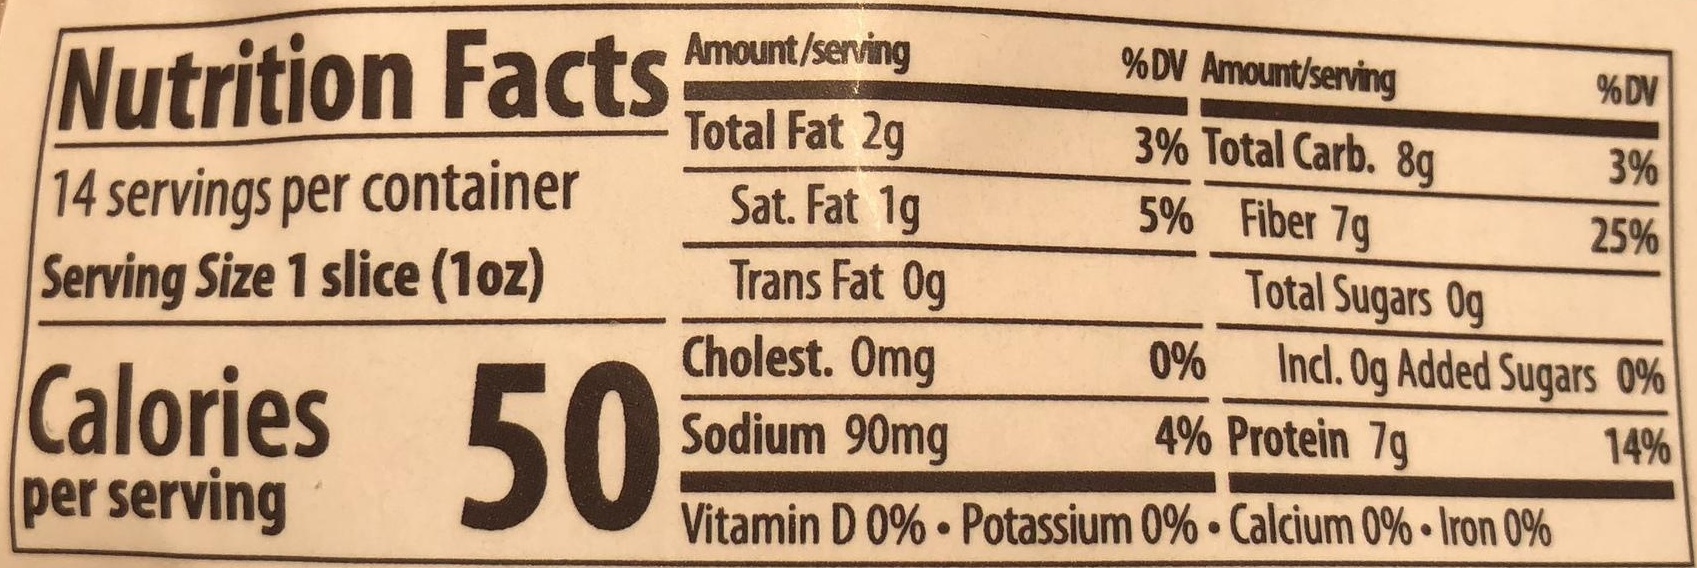 Nutrition Facts
14 servings per container
Serving Size 1 slice (1oz)
Calories 50
per serving
Amount/serving %DV
Total Fat 2g 3%
Sat. Fat 1g 5%
Trans Fat 0g
Cholest. 0mg 0%
Sodium 90mg 4%
Amount/serving %DV
Total Carb. 8g 3%
Fiber 7g 25%
Total Sugars 0g
Incl. 0g Added Sugars 0%
Protein 7g 14%
Vitamin D 0% • Potassium 0% • Calcium 0% • Iron 0%